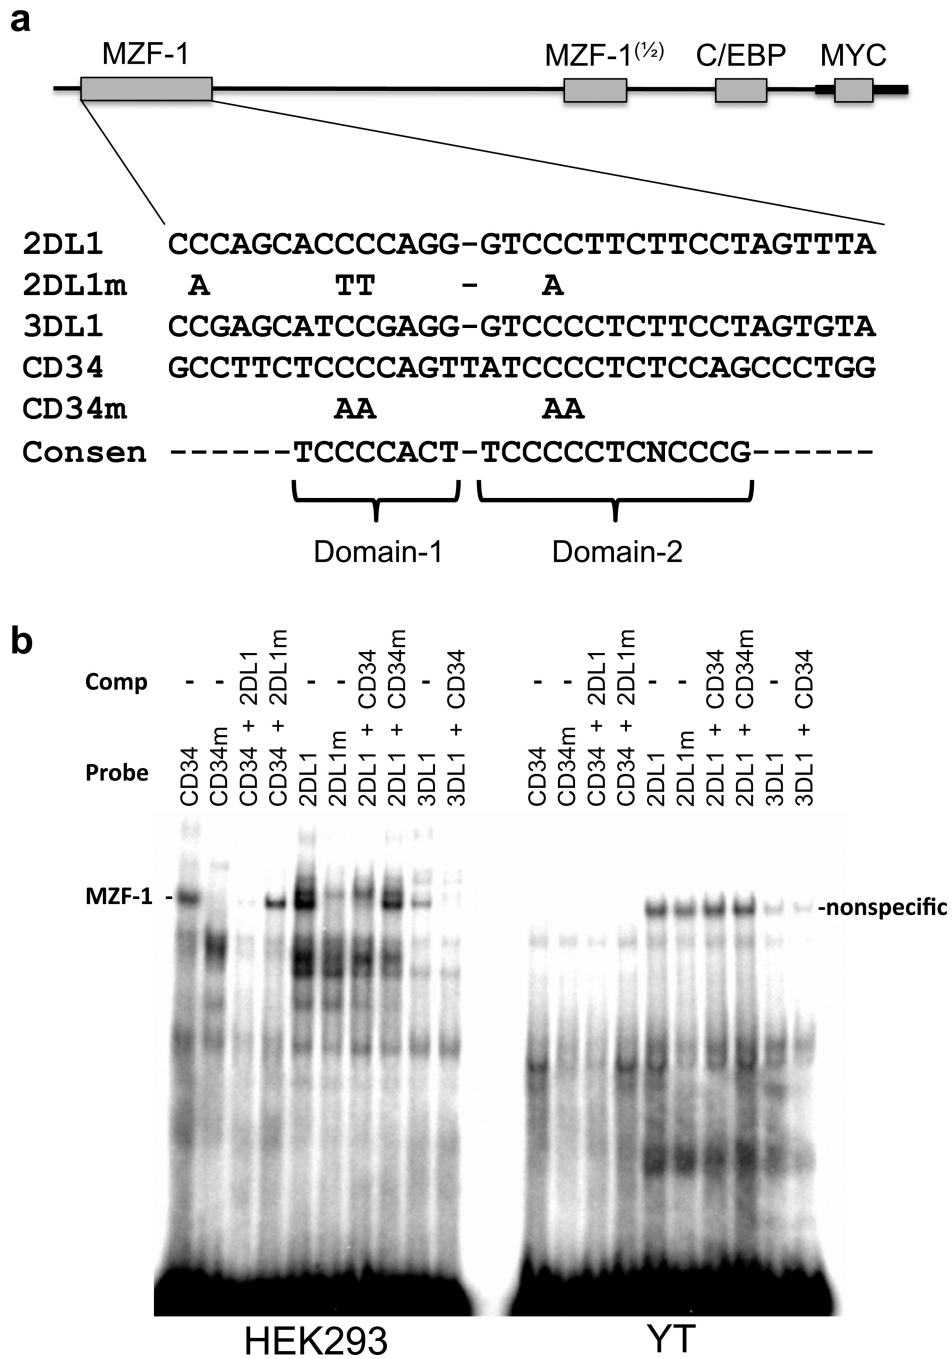 a
MZF-1 MZF-1(½) C/EBP MYC
2DL1 CCCAGCACCCCAGG-GTCCCTTCTTCCTAGTTTA
2DL1m A TT - A
3DL1 CCGAGCATCCGAGG-GTCCCCTCTTCCTAGTGTA
CD34 GCCTTCTCCCCAGTTATCCCCTCTCCAGCCCTGG
CD34m AA AA
Consen ------TCCCCACT-TCCCCCTCNCCCG------
Domain-1 Domain-2
b
Comp - - 2DL1 2DL1m - - CD34 CD34m - CD34 - - 2DL1 2DL1m - - CD34 CD34m - CD34
Probe CD34 CD34m CD34 + CD34 + 2DL1 2DL1m 2DL1 + 2DL1 + 3DL1 3DL1 + CD34 CD34m CD34 + CD34 + 2DL1 2DL1m 2DL1 + 2DL1 + 3DL1 3DL1 +
MZF-1 -
-nonspecific
HEK293 YT